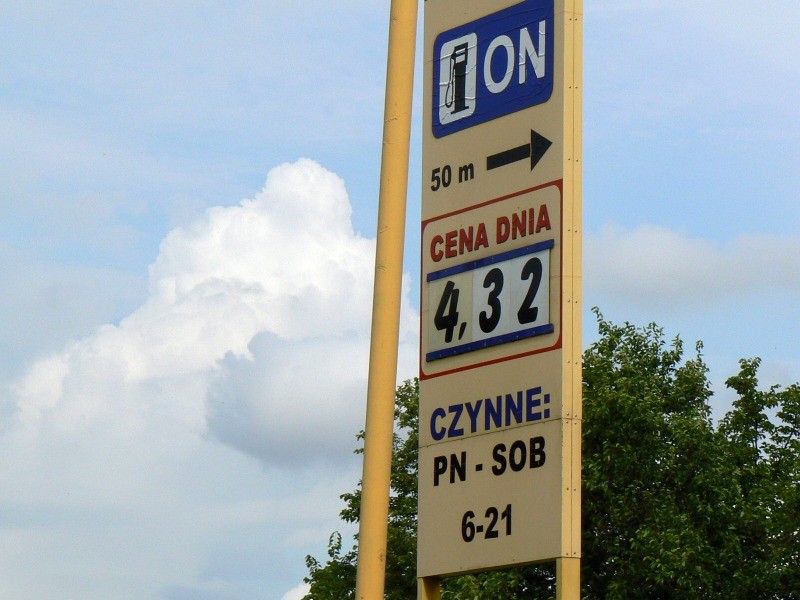 ON
50 m
CENA DNIA
4,32
CZYNNE:
PN - SOB
6-21